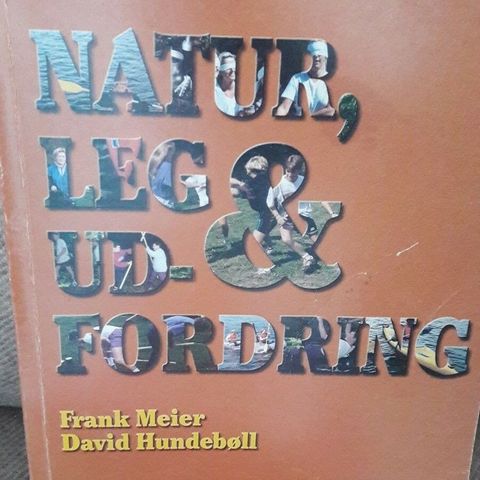 NATUR,
LEG &
UD-
FORDRING
Frank Meier
David Hundebøll